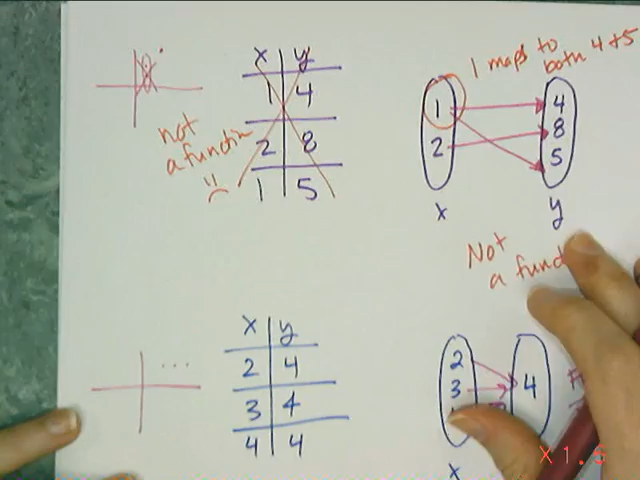 x y
1 4
2 8
1 5
not
a function
1 maps to
both 4 + 5
1
2
x
4
8
5
y
Not
a funct
x y
2 4
3 4
4 4
2
3
x
4
X 1.5